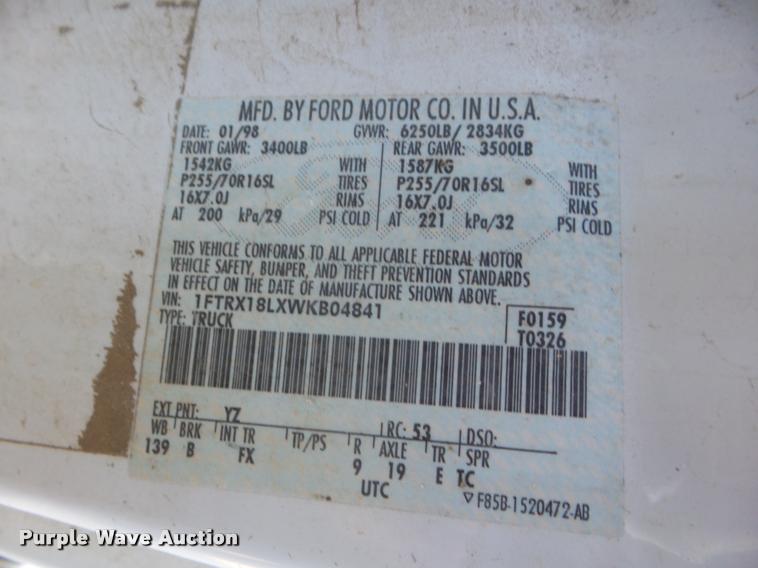 MFD. BY FORD MOTOR CO. IN U.S.A.
DATE: 01/98 GVWR: 6250LB/ 2834KG
FRONT GAWR: 3400LB REAR GAWR: 3500LB
1542KG WITH 1587KG WITH
P255/70R16SL TIRES P255/70R16SL TIRES
16X7.0J RIMS 16X7.0J RIMS
AT 200 kPa/29 PSI COLD AT 221 kPa/32 PSI COLD
THIS VEHICLE CONFORMS TO ALL APPLICABLE FEDERAL MOTOR
VEHICLE SAFETY, BUMPER, AND THEFT PREVENTION STANDARDS
IN EFFECT ON THE DATE OF MANUFACTURE SHOWN ABOVE.
VIN: 1FTRX18LXWKB04841 F0159
TYPE: TRUCK T0326
EXT PNT: YZ RC: 53 DSO:
WB BRK INT TR TP/PS R AXLE TR SPR
139 B FX 9 19 E TC
UTC
F85B-1520472-AB
Purple Wave Auction